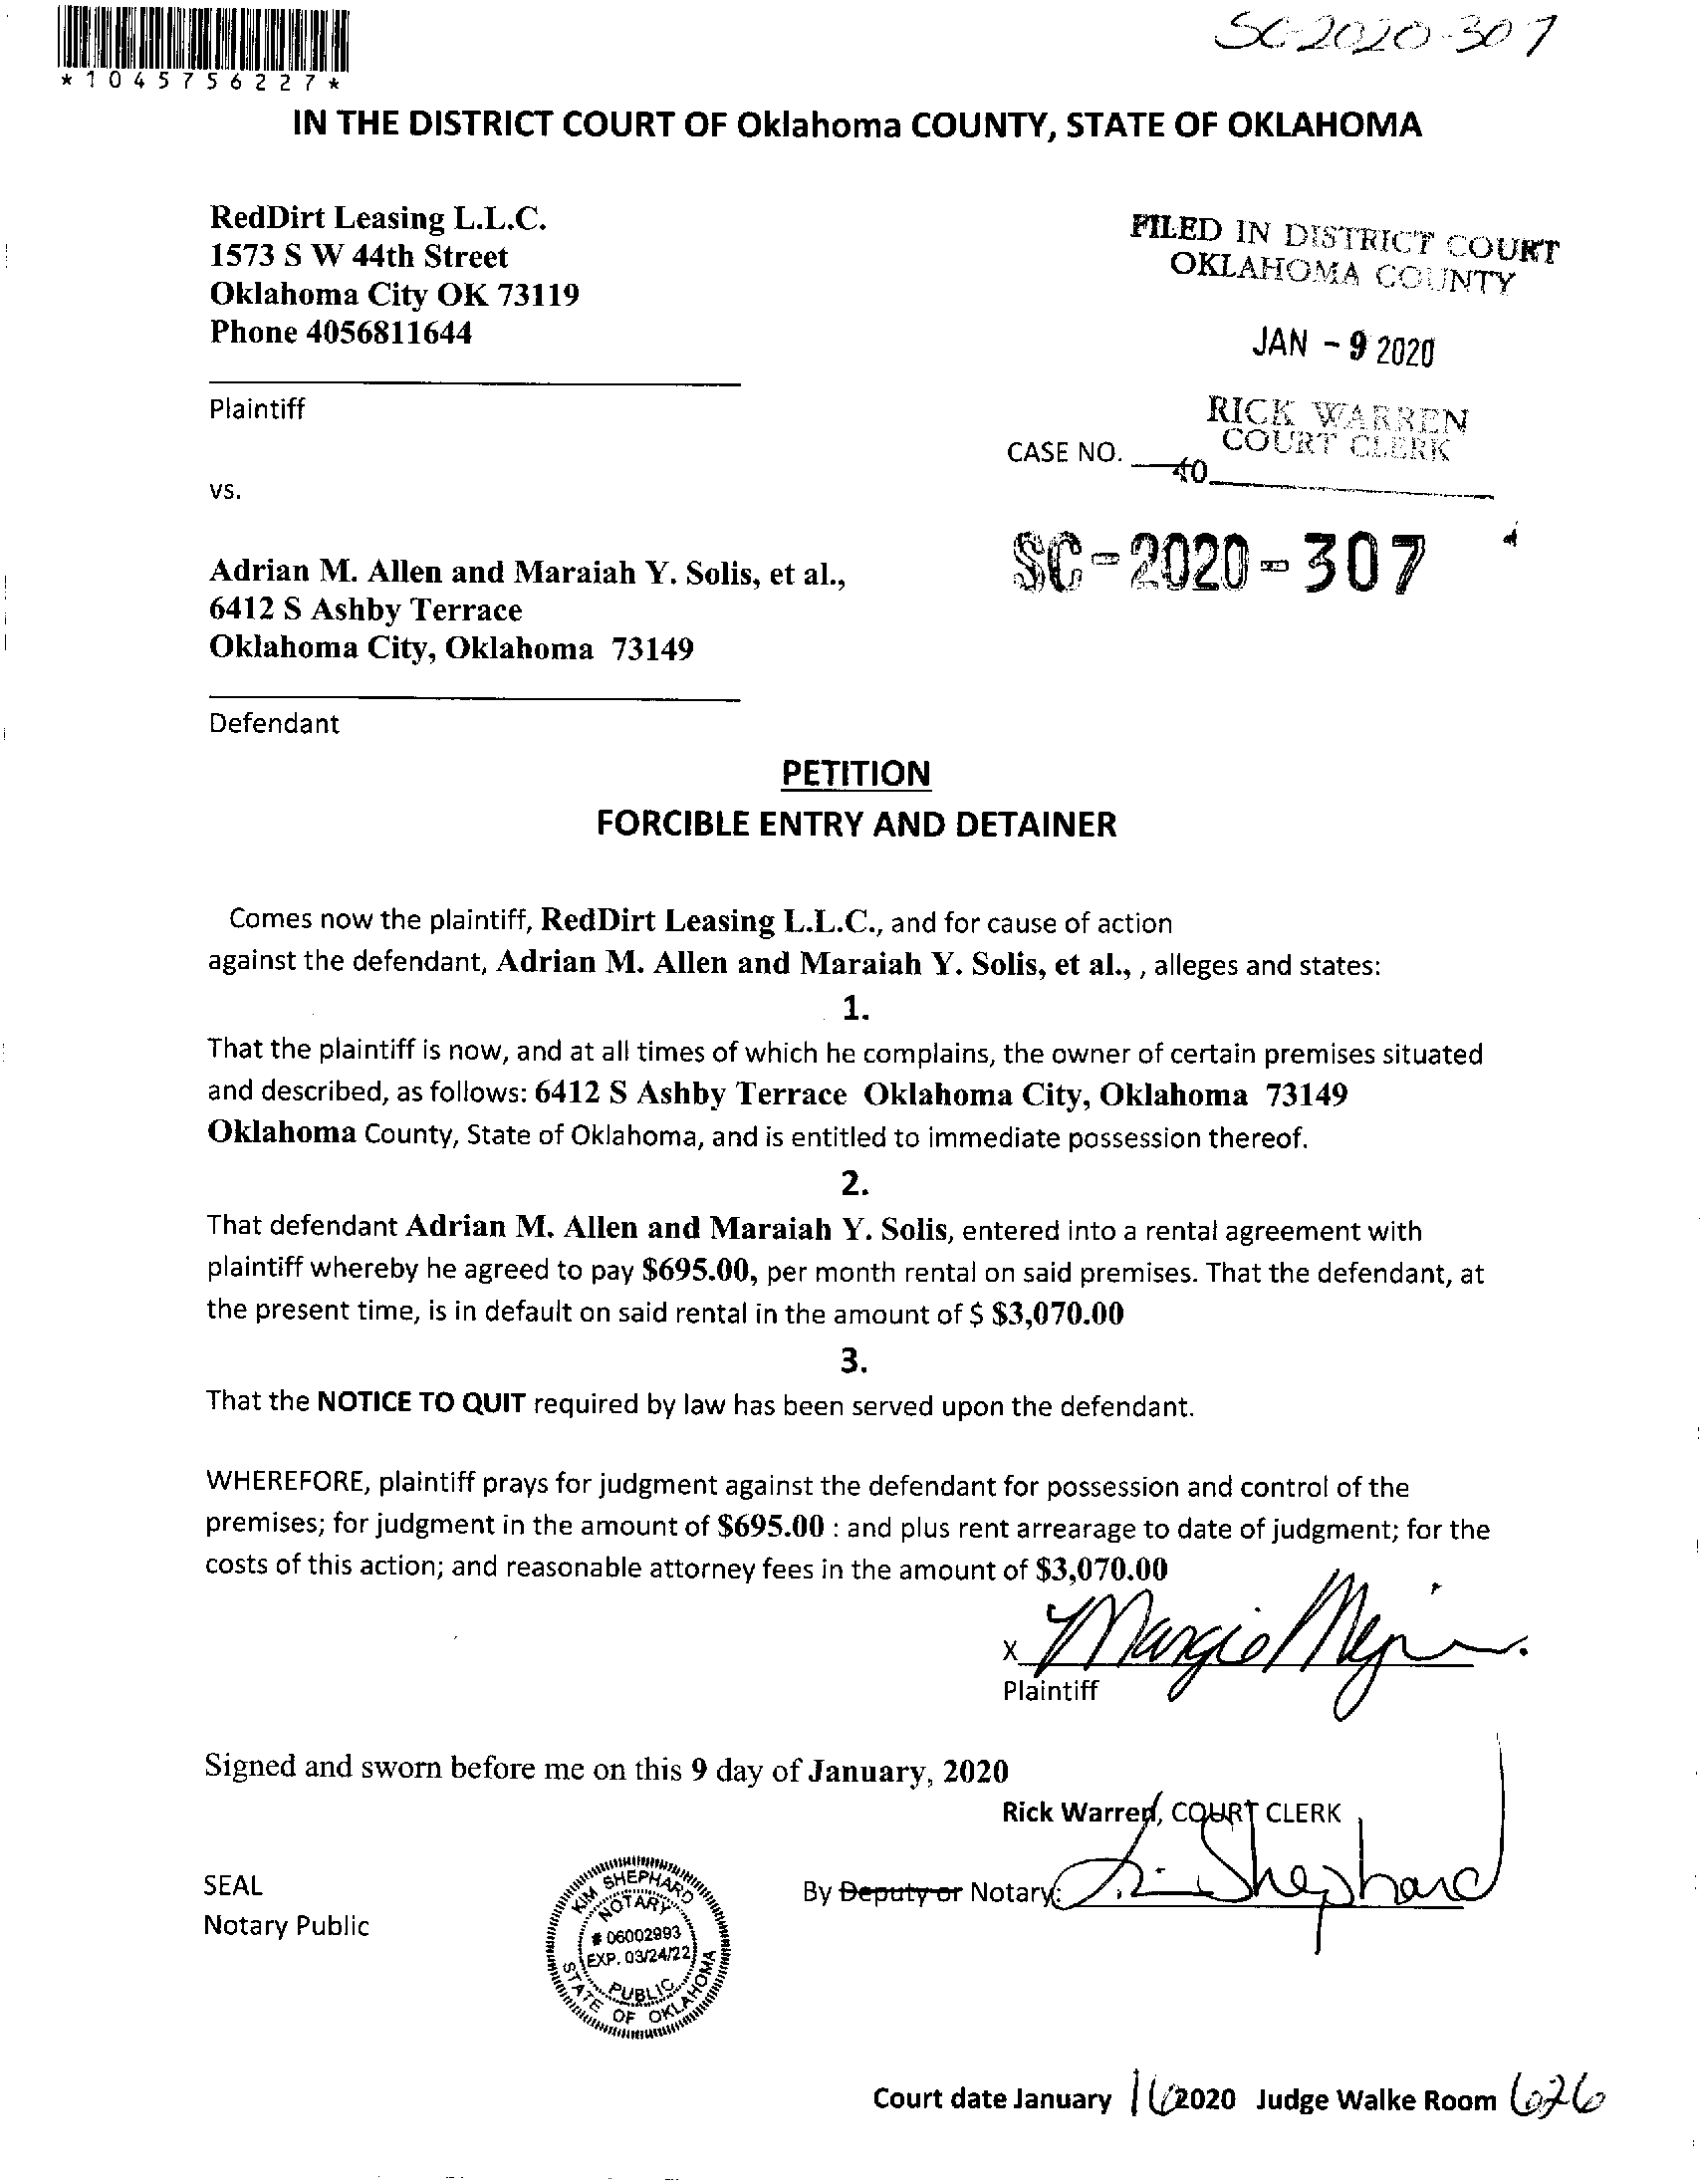 SC-2020-307
*1045756227*
IN THE DISTRICT COURT OF Oklahoma COUNTY, STATE OF OKLAHOMA
RedDirt Leasing L.L.C.
1573 S W 44th Street
Oklahoma City OK 73119
Phone 4056811644
Plaintiff
FILED IN DISTRICT COURT
OKLAHOMA COUNTY
JAN - 9 2020
RICK WARREN
COURT CLERK
CASE NO. 40
vs.
SC-2020-307
Adrian M. Allen and Maraiah Y. Solis, et al.,
6412 S Ashby Terrace
Oklahoma City, Oklahoma 73149
Defendant
PETITION
FORCIBLE ENTRY AND DETAINER
Comes now the plaintiff, RedDirt Leasing L.L.C., and for cause of action
against the defendant, Adrian M. Allen and Maraiah Y. Solis, et al., , alleges and states:
1.
That the plaintiff is now, and at all times of which he complains, the owner of certain premises situated
and described, as follows: 6412 S Ashby Terrace Oklahoma City, Oklahoma 73149
Oklahoma County, State of Oklahoma, and is entitled to immediate possession thereof.
2.
That defendant Adrian M. Allen and Maraiah Y. Solis, entered into a rental agreement with
plaintiff whereby he agreed to pay $695.00, per month rental on said premises. That the defendant, at
the present time, is in default on said rental in the amount of $ $3,070.00
3.
That the NOTICE TO QUIT required by law has been served upon the defendant.
WHEREFORE, plaintiff prays for judgment against the defendant for possession and control of the
premises; for judgment in the amount of $695.00 : and plus rent arrearage to date of judgment; for the
costs of this action; and reasonable attorney fees in the amount of $3,070.00
X Margie
Plaintiff
Signed and sworn before me on this 9 day of January, 2020
Rick Warren, COURT CLERK
SEAL
Notary Public
KIM SHEPHARD
NOTARY
# 06002993
EXP. 03/24/22
PUBLIC
STATE OF OKLAHOMA
By Deputy or Notary: Shephard
Court date January 16 2020 Judge Walke Room 626